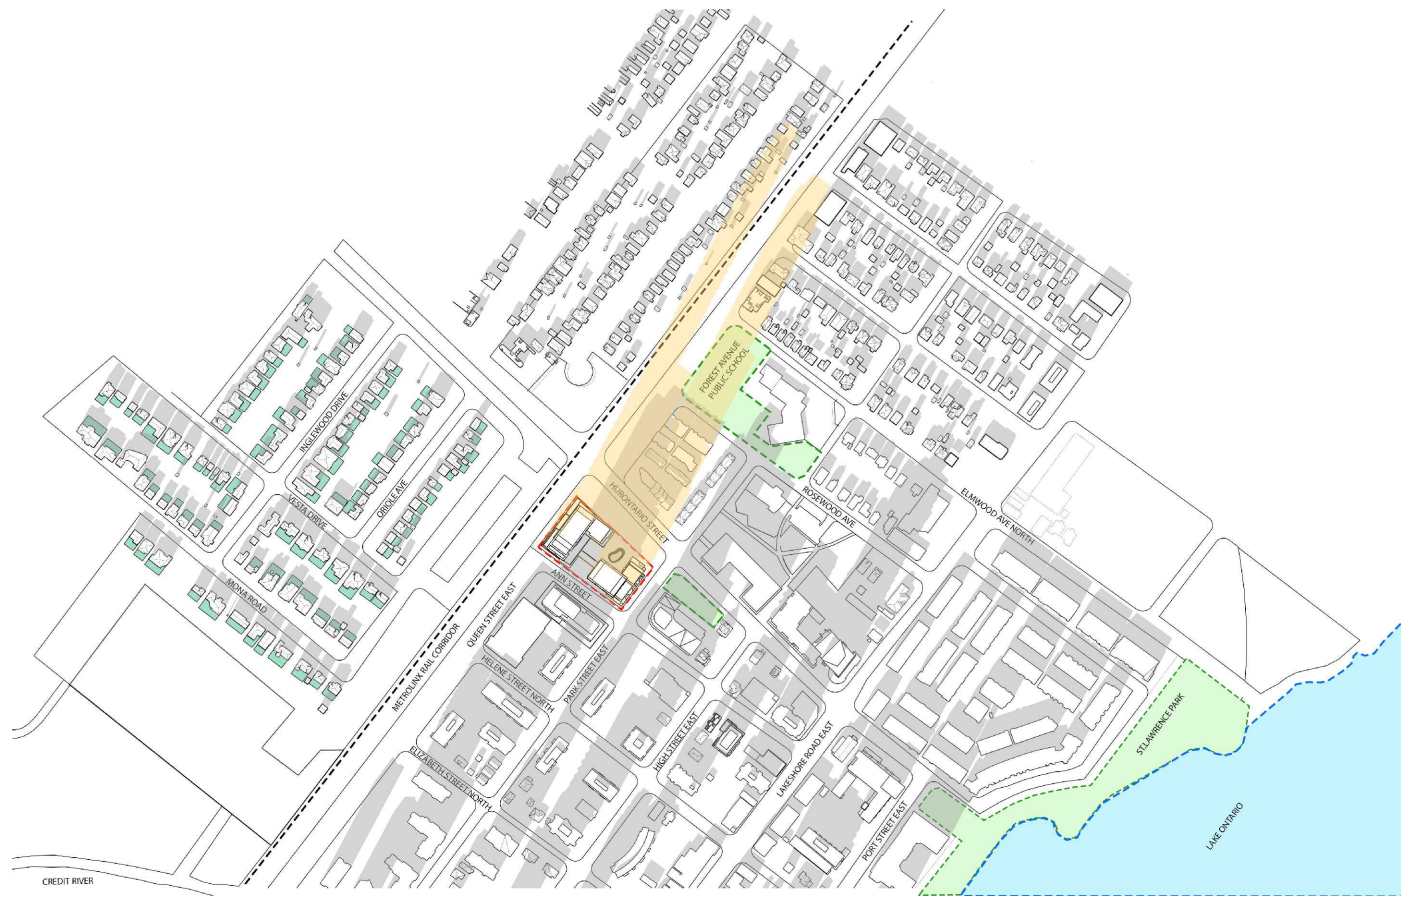 FOREST AVENUE
PUBLIC SCHOOL
INGLEWOOD DRIVE
ORIOLE AVE
VESTA DRIVE
HURONTARIO STREET
ROSEWOOD AVE
ELMWOOD AVE NORTH
MONA ROAD
ANN STREET
QUEEN STREET EAST
METROLINX RAIL CORRIDOR
HELENE STREET NORTH
PARK STREET EAST
ELIZABETH STREET NORTH
HIGH STREET EAST
LAKESHORE ROAD EAST
ST.LAWRENCE PARK
PORT STREET EAST
LAKE ONTARIO
CREDIT RIVER